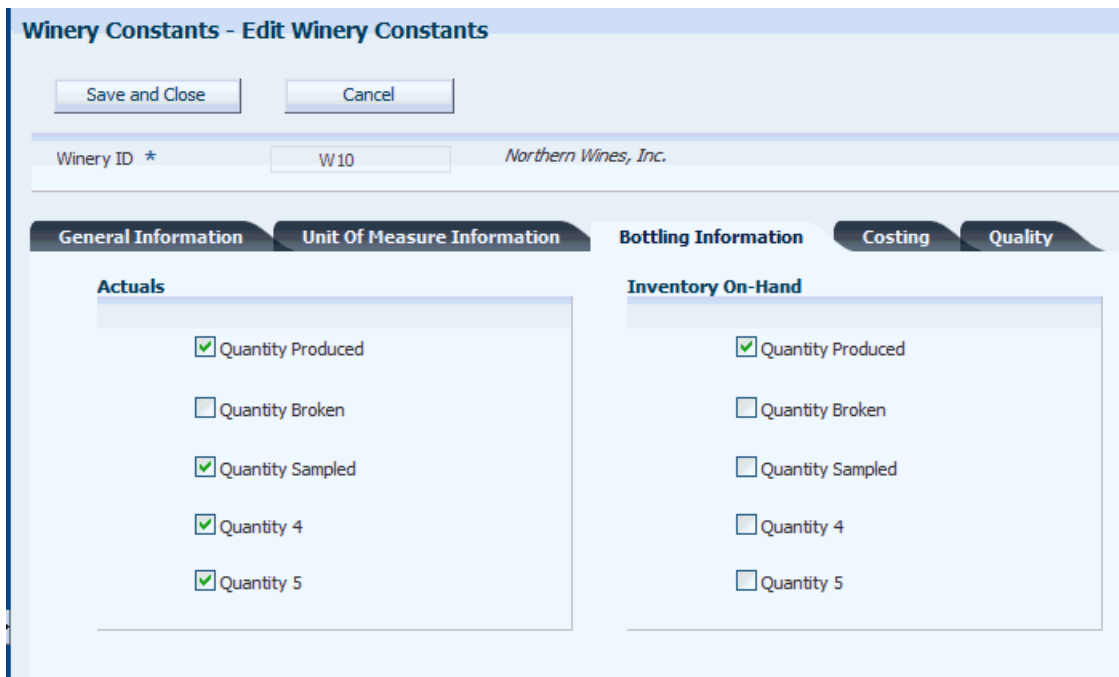 Winery Constants - Edit Winery Constants
Save and Close Cancel
Winery ID * W10 Northern Wines, Inc.
General Information Unit Of Measure Information Bottling Information Costing Quality
Actuals Inventory On-Hand
Quantity Produced Quantity Produced
Quantity Broken Quantity Broken
Quantity Sampled Quantity Sampled
Quantity 4 Quantity 4
Quantity 5 Quantity 5